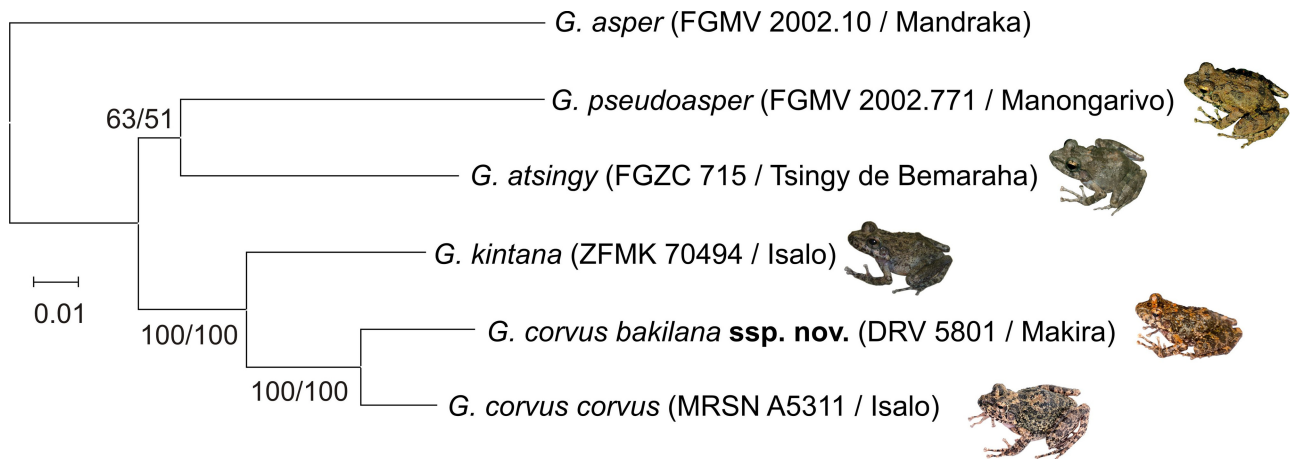 G. asper (FGMV 2002.10 / Mandraka)
63/51
G. pseudoasper (FGMV 2002.771 / Manongarivo)
G. atsingy (FGZC 715 / Tsingy de Bemaraha)
G. kintana (ZFMK 70494 / Isalo)
0.01
100/100
G. corvus bakilana ssp. nov. (DRV 5801 / Makira)
100/100
G. corvus corvus (MRSN A5311 / Isalo)